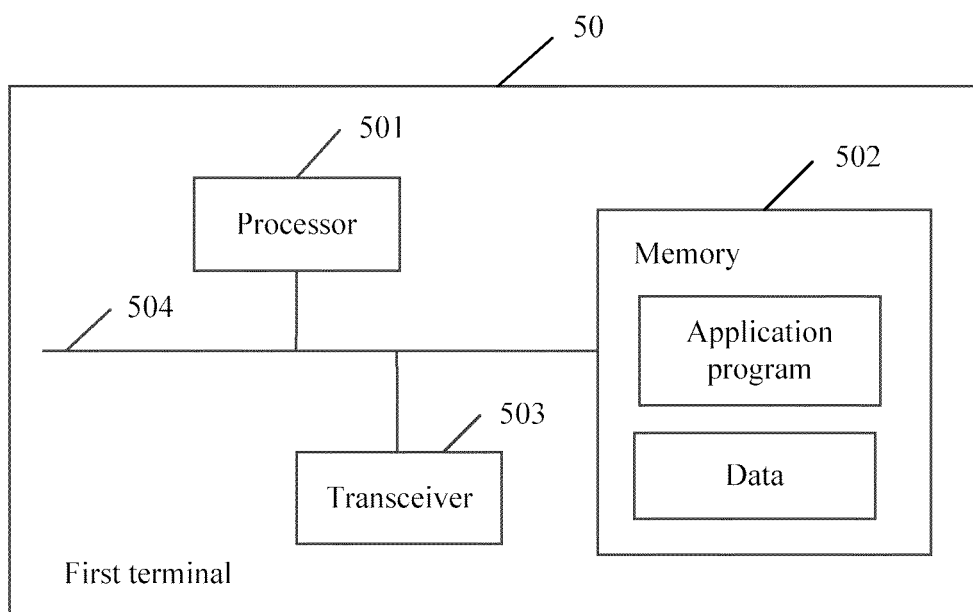 50
501
502
Processor
Memory
504
Application
program
503
Data
Transceiver
First terminal